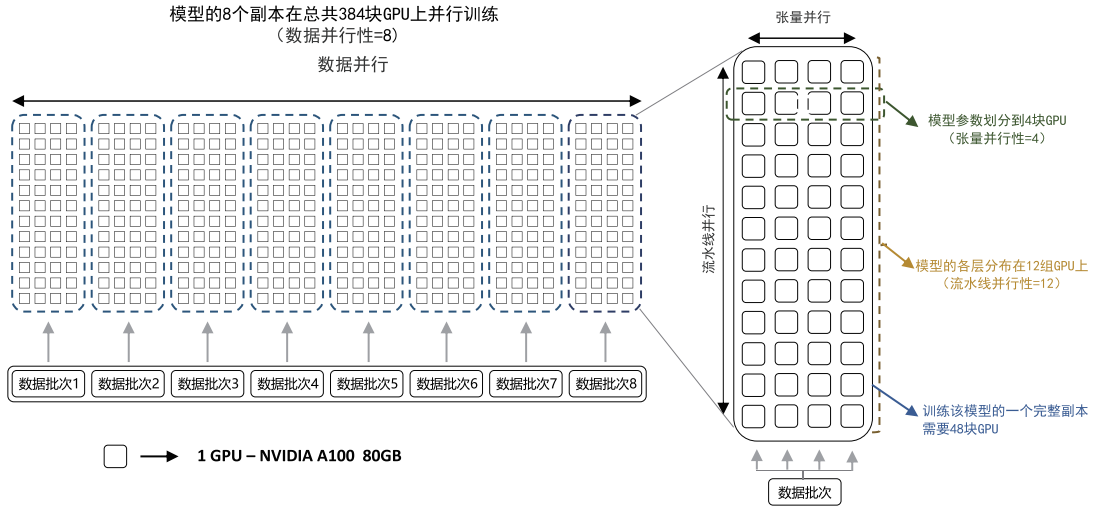 模型的8个副本在总共384块GPU上并行训练
（数据并行性=8）
数据并行
数据批次1
数据批次2
数据批次3
数据批次4
数据批次5
数据批次6
数据批次7
数据批次8
1 GPU – NVIDIA A100 80GB
张量并行
流水线并行
模型参数划分到4块GPU
（张量并行性=4）
模型的各层分布在12组GPU上
（流水线并行性=12）
训练该模型的一个完整副本
需要48块GPU
数据批次